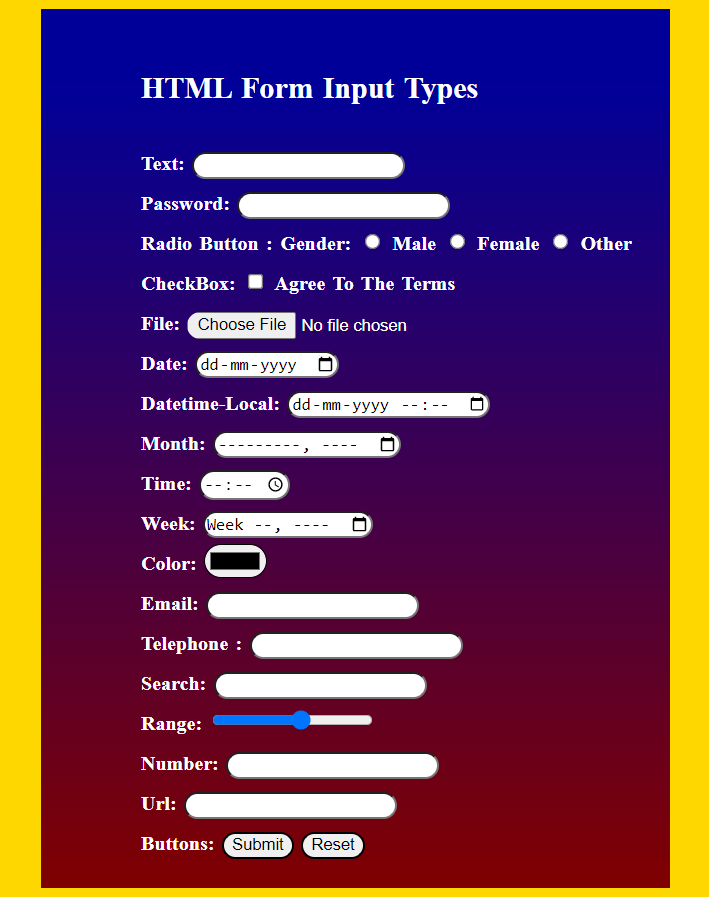 HTML Form Input Types
Text:
Password:
Radio Button : Gender: Male Female Other
CheckBox: Agree To The Terms
File: Choose File No file chosen
Date: dd-mm-yyyy
Datetime-Local: dd-mm-yyyy --:--
Month: ---------, ----
Time: --:--
Week: Week --, ----
Color:
Email:
Telephone :
Search:
Range:
Number:
Url:
Buttons: Submit Reset